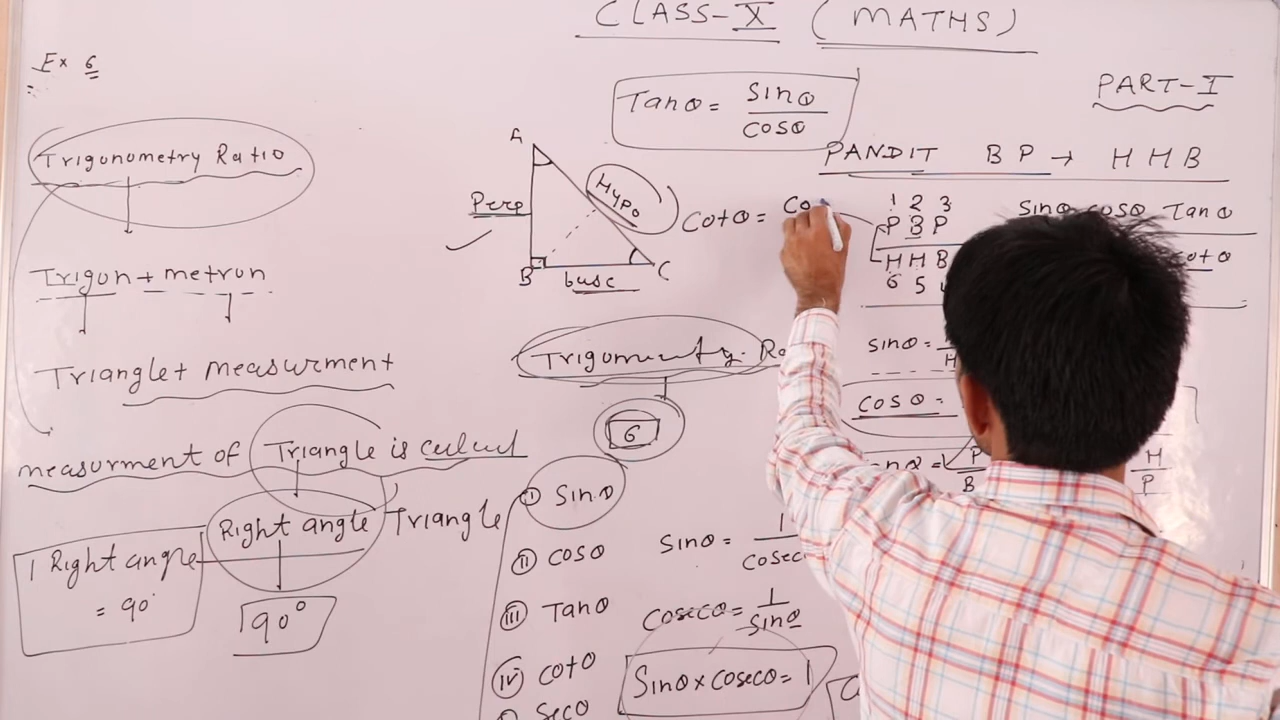 CLASS-X (MATHS)
Ex 6
PART-I
Tanθ = sinθ/cosθ
Trigonometry Ratio
PANDIT BP → HHB
A
Perp
Hypo
B
base
C
Cotθ = Co
1 2 3
P B P
H H B
6 5
Sinθ cosθ Tanθ
cotθ
Trigon + metron
Triangle + measurment
sinθ =
H
cosθ =
P/B
H/P
Trigonometry Ra
6
measurment of Triangle is calcul
Right angle Triangle
1 Right angle = 90°
90°
(i) Sinθ
(ii) cosθ
(iii) Tanθ
(iv) cotθ
Secθ
sinθ = 1/cosec
cosecθ = 1/sinθ
Sinθ × cosecθ = 1